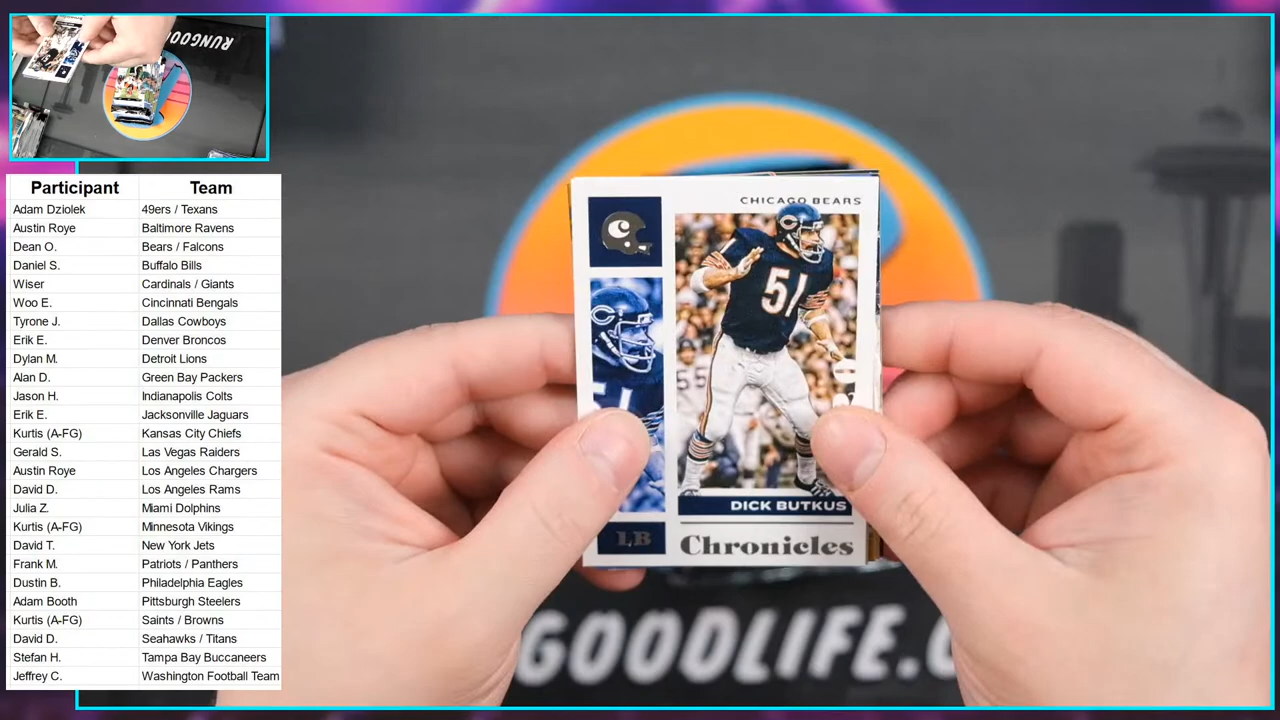 RUNGOODLIFE
Participant Team
Adam Dziolek 49ers / Texans
Austin Roye Baltimore Ravens
Dean O. Bears / Falcons
Daniel S. Buffalo Bills
Wiser Cardinals / Giants
Woo E. Cincinnati Bengals
Tyrone J. Dallas Cowboys
Erik E. Denver Broncos
Dylan M. Detroit Lions
Alan D. Green Bay Packers
Jason H. Indianapolis Colts
Erik E. Jacksonville Jaguars
Kurtis (A-FG) Kansas City Chiefs
Gerald S. Las Vegas Raiders
Austin Roye Los Angeles Chargers
David D. Los Angeles Rams
Julia Z. Miami Dolphins
Kurtis (A-FG) Minnesota Vikings
David T. New York Jets
Frank M. Patriots / Panthers
Dustin B. Philadelphia Eagles
Adam Booth Pittsburgh Steelers
Kurtis (A-FG) Saints / Browns
David D. Seahawks / Titans
Stefan H. Tampa Bay Buccaneers
Jeffrey C. Washington Football Team
CHICAGO BEARS
C
C
51
51
55
DICK BUTKUS
LB
Chronicles
GOODLIFE.C